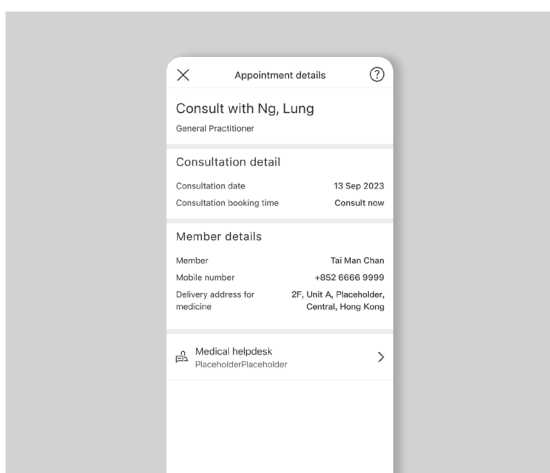 Appointment details
?
Consult with Ng, Lung
General Practitioner
Consultation detail
Consultation date 13 Sep 2023
Consultation booking time Consult now
Member details
Member Tai Man Chan
Mobile number +852 6666 9999
Delivery address for 2F, Unit A, Placeholder,
medicine Central, Hong Kong
Medical helpdesk
PlaceholderPlaceholder